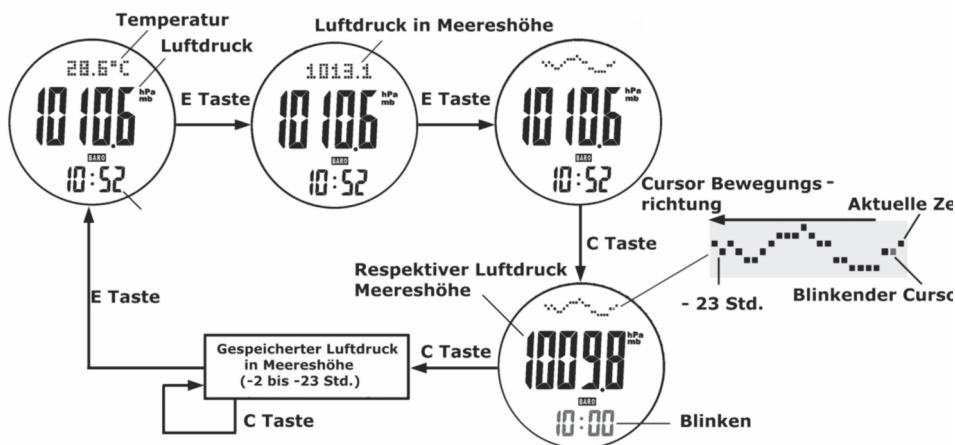 Temperatur
Luftdruck
Luftdruck in Meereshöhe
28.6°C
1010.6 hPa mb
BARO
10:52
E Taste
1013.1
1010.6 hPa mb
BARO
10:52
E Taste
1010.6 hPa mb
BARO
10:52
Cursor Bewegungs-
richtung
Aktuelle Ze
C Taste
- 23 Std.
Blinkender Curso
Respektiver Luftdruck
Meereshöhe
1009.8 hPa mb
BARO
10:00
Blinken
C Taste
Gespeicherter Luftdruck
in Meereshöhe
(-2 bis -23 Std.)
C Taste
E Taste